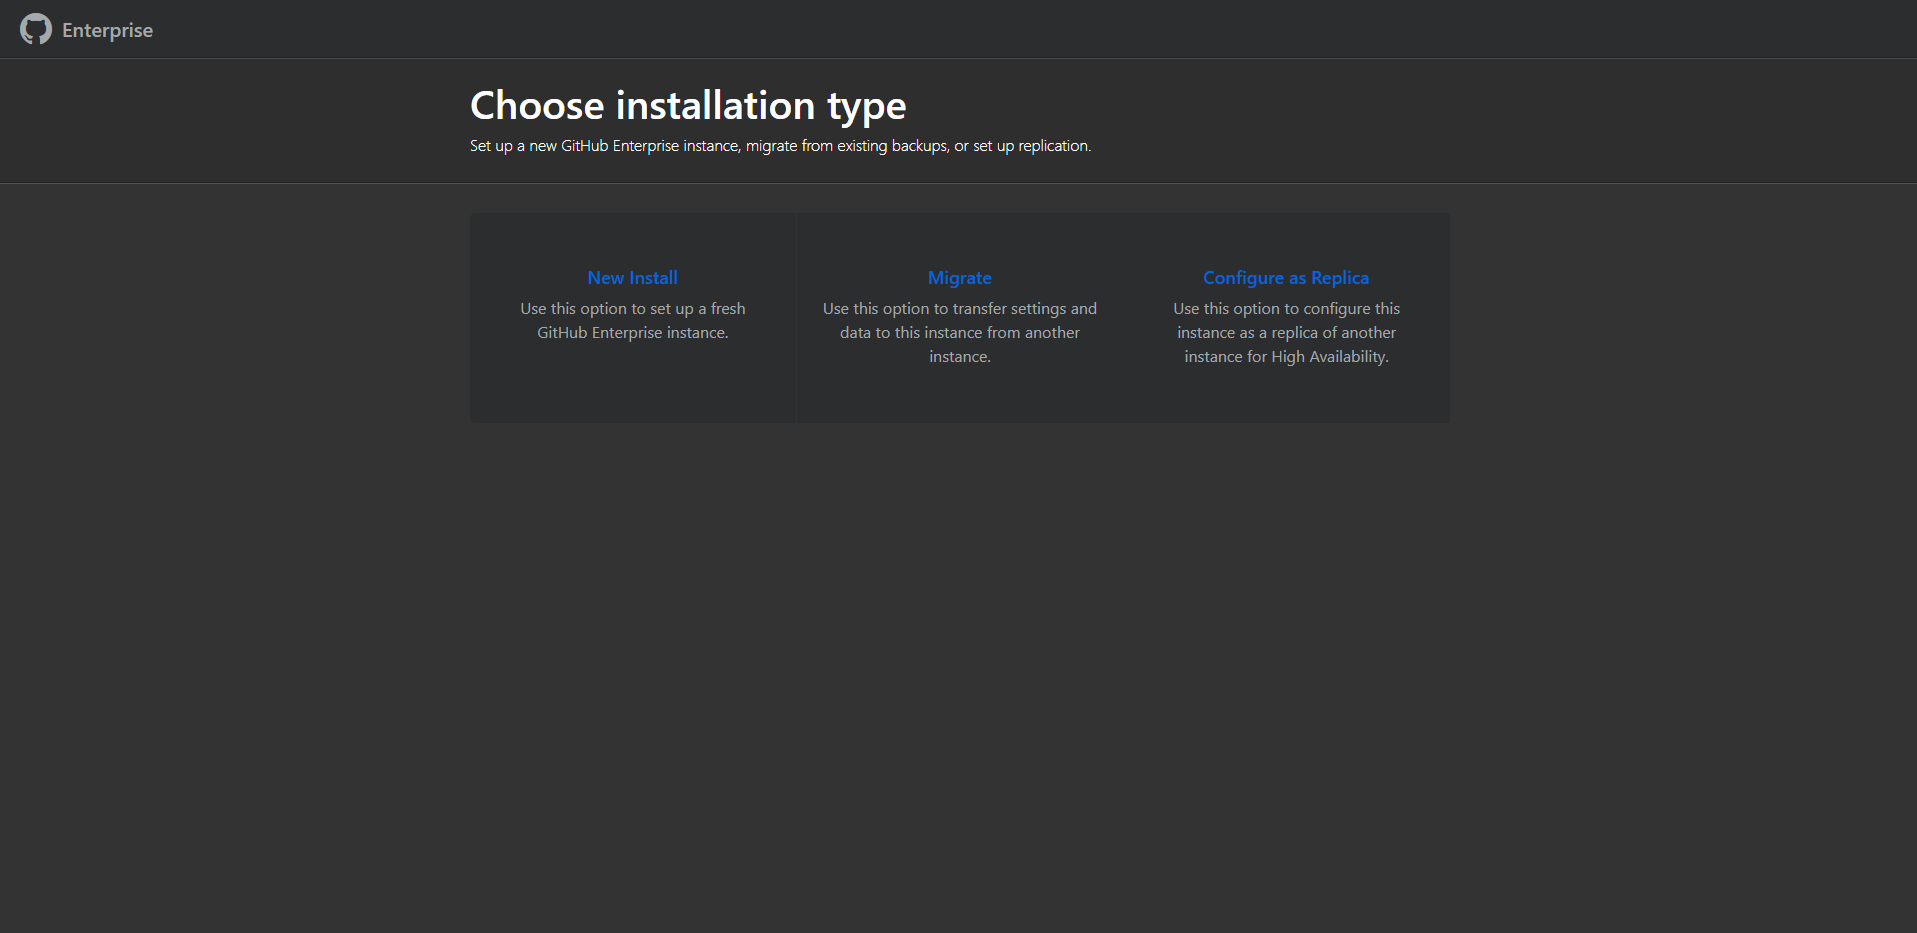 Enterprise
Choose installation type
Set up a new GitHub Enterprise instance, migrate from existing backups, or set up replication.
New Install
Use this option to set up a fresh
GitHub Enterprise instance.
Migrate
Use this option to transfer settings and
data to this instance from another
instance.
Configure as Replica
Use this option to configure this
instance as a replica of another
instance for High Availability.